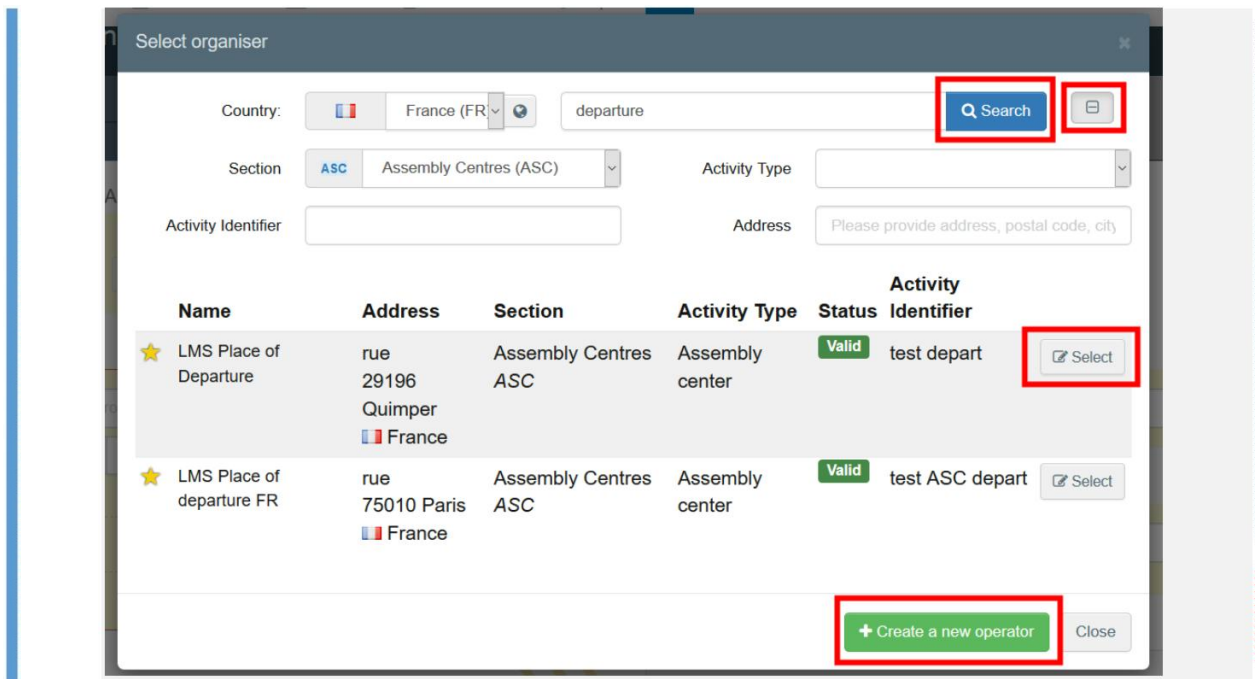 Select organiser ×
Country: France (FR) departure Search
Section ASC Assembly Centres (ASC) Activity Type
Activity Identifier Address Please provide address, postal code, city
Activity
Name Address Section Activity Type Status Identifier
LMS Place of rue Assembly Centres Assembly Valid test depart Select
Departure 29196 ASC center
Quimper
France
LMS Place of rue Assembly Centres Assembly Valid test ASC depart Select
departure FR 75010 Paris ASC center
France
+ Create a new operator Close